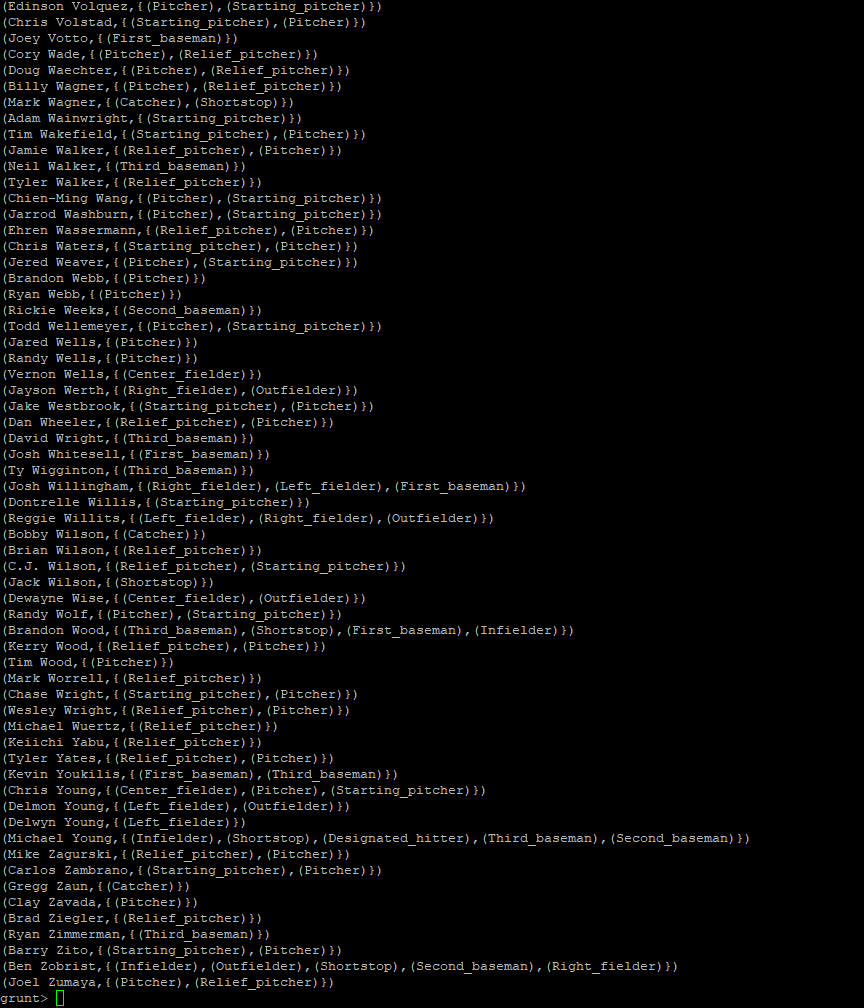 (Edinson Volquez,{(Pitcher),(Starting_pitcher)})
(Chris Volstad,{(Starting_pitcher),(Pitcher)})
(Joey Votto,{(First_baseman)})
(Cory Wade,{(Pitcher),(Relief_pitcher)})
(Doug Waechter,{(Pitcher),(Relief_pitcher)})
(Billy Wagner,{(Pitcher),(Relief_pitcher)})
(Mark Wagner,{(Catcher),(Shortstop)})
(Adam Wainwright,{(Starting_pitcher)})
(Tim Wakefield,{(Starting_pitcher),(Pitcher)})
(Jamie Walker,{(Relief_pitcher),(Pitcher)})
(Neil Walker,{(Third_baseman)})
(Tyler Walker,{(Relief_pitcher)})
(Chien-Ming Wang,{(Pitcher),(Starting_pitcher)})
(Jarrod Washburn,{(Pitcher),(Starting_pitcher)})
(Ehren Wassermann,{(Relief_pitcher),(Pitcher)})
(Chris Waters,{(Starting_pitcher),(Pitcher)})
(Jered Weaver,{(Pitcher),(Starting_pitcher)})
(Brandon Webb,{(Pitcher)})
(Ryan Webb,{(Pitcher)})
(Rickie Weeks,{(Second_baseman)})
(Todd Wellemeyer,{(Pitcher),(Starting_pitcher)})
(Jared Wells,{(Pitcher)})
(Randy Wells,{(Pitcher)})
(Vernon Wells,{(Center_fielder)})
(Jayson Werth,{(Right_fielder),(Outfielder)})
(Jake Westbrook,{(Starting_pitcher),(Pitcher)})
(Dan Wheeler,{(Relief_pitcher),(Pitcher)})
(David Wright,{(Third_baseman)})
(Josh Whitesell,{(First_baseman)})
(Ty Wigginton,{(Third_baseman)})
(Josh Willingham,{(Right_fielder),(Left_fielder),(First_baseman)})
(Dontrelle Willis,{(Starting_pitcher)})
(Reggie Willits,{(Left_fielder),(Right_fielder),(Outfielder)})
(Bobby Wilson,{(Catcher)})
(Brian Wilson,{(Relief_pitcher)})
(C.J. Wilson,{(Relief_pitcher),(Starting_pitcher)})
(Jack Wilson,{(Shortstop)})
(Dewayne Wise,{(Center_fielder),(Outfielder)})
(Randy Wolf,{(Pitcher),(Starting_pitcher)})
(Brandon Wood,{(Third_baseman),(Shortstop),(First_baseman),(Infielder)})
(Kerry Wood,{(Relief_pitcher),(Pitcher)})
(Tim Wood,{(Pitcher)})
(Mark Worrell,{(Relief_pitcher)})
(Chase Wright,{(Starting_pitcher),(Pitcher)})
(Wesley Wright,{(Relief_pitcher),(Pitcher)})
(Michael Wuertz,{(Relief_pitcher)})
(Keiichi Yabu,{(Relief_pitcher)})
(Tyler Yates,{(Relief_pitcher),(Pitcher)})
(Kevin Youkilis,{(First_baseman),(Third_baseman)})
(Chris Young,{(Center_fielder),(Pitcher),(Starting_pitcher)})
(Delmon Young,{(Left_fielder),(Outfielder)})
(Delwyn Young,{(Left_fielder)})
(Michael Young,{(Infielder),(Shortstop),(Designated_hitter),(Third_baseman),(Second_baseman)})
(Mike Zagurski,{(Relief_pitcher),(Pitcher)})
(Carlos Zambrano,{(Starting_pitcher),(Pitcher)})
(Gregg Zaun,{(Catcher)})
(Clay Zavada,{(Pitcher)})
(Brad Ziegler,{(Relief_pitcher)})
(Ryan Zimmerman,{(Third_baseman)})
(Barry Zito,{(Starting_pitcher),(Pitcher)})
(Ben Zobrist,{(Infielder),(Outfielder),(Shortstop),(Second_baseman),(Right_fielder)})
(Joel Zumaya,{(Pitcher),(Relief_pitcher)})
grunt>